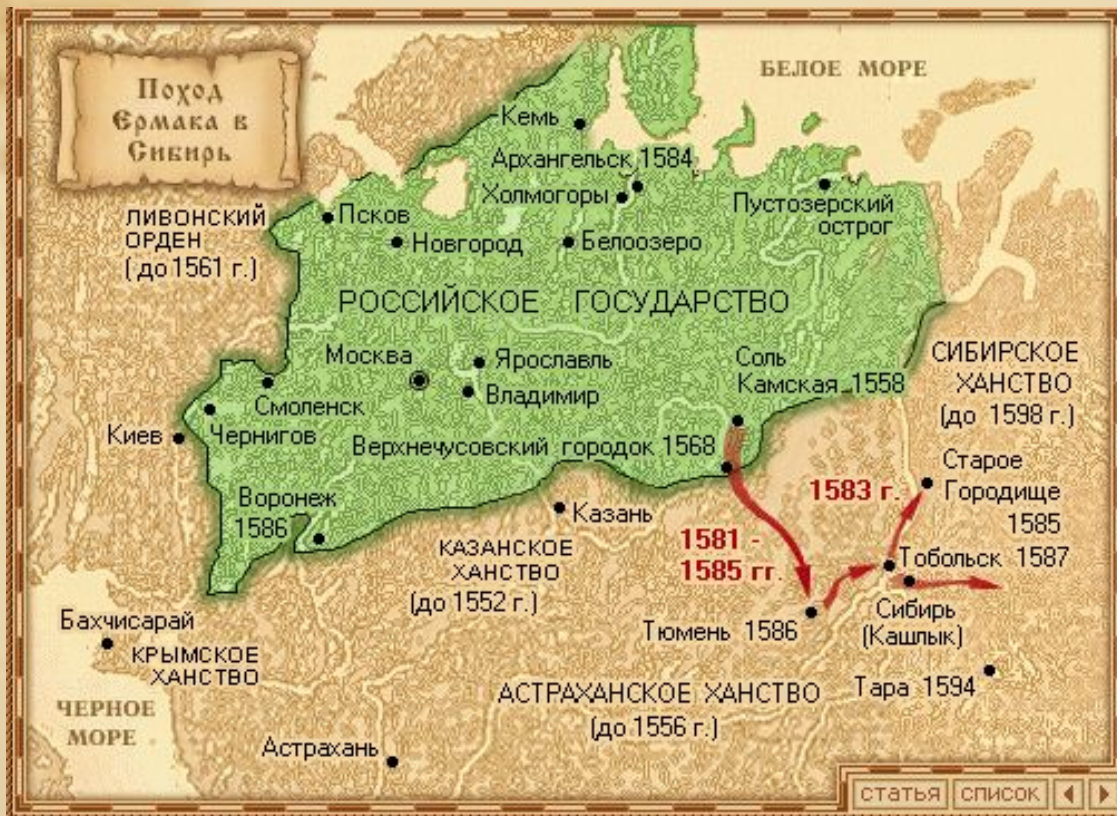 Поход
Ермака в
Сибирь
БЕЛОЕ МОРЕ
Кемь
Архангельск 1584
Холмогоры
Пустозерский
острог
ЛИВОНСКИЙ
ОРДЕН
(до 1561 г.)
Псков
Новгород
Белоозеро
РОССИЙСКОЕ ГОСУДАРСТВО
Москва
Ярославль
Владимир
Соль
Камская 1558
СИБИРСКОЕ
ХАНСТВО
(до 1598 г.)
Смоленск
Чернигов
Киев
Верхнечусовский городок 1568
Старое
Городище
1585
1583 г.
Воронеж
1586
Казань
КАЗАНСКОЕ
ХАНСТВО
(до 1552 г.)
1581 -
1585 гг.
Тобольск 1587
Сибирь
(Кашлык)
Тюмень 1586
Бахчисарай
КРЫМСКОЕ
ХАНСТВО
АСТРАХАНСКОЕ ХАНСТВО
(до 1556 г.)
Тара 1594
ЧЕРНОЕ
МОРЕ
Астрахань
статья список